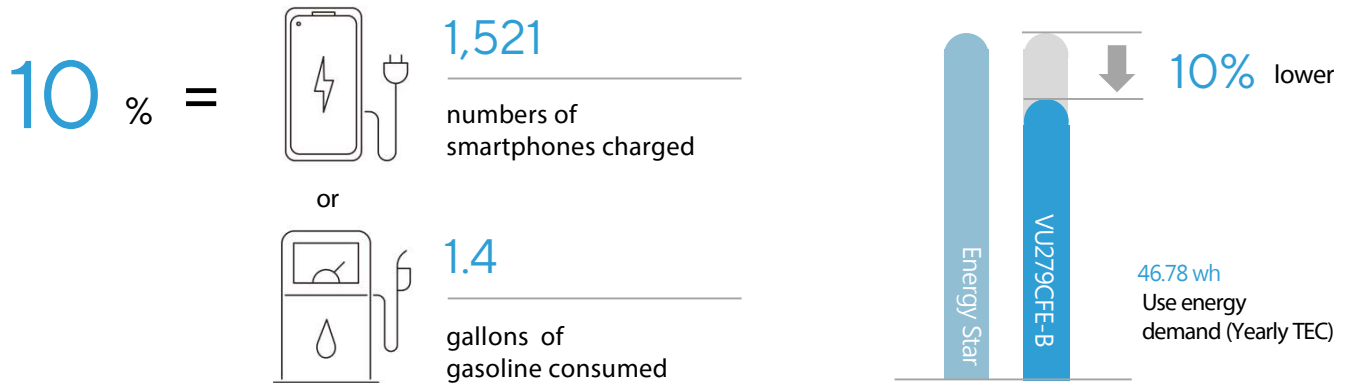 10 % =
1,521
numbers of
smartphones charged
or
1.4
gallons of
gasoline consumed
10% lower
Energy Star
VU279CFE-B
46.78 wh
Use energy
demand (Yearly TEC)